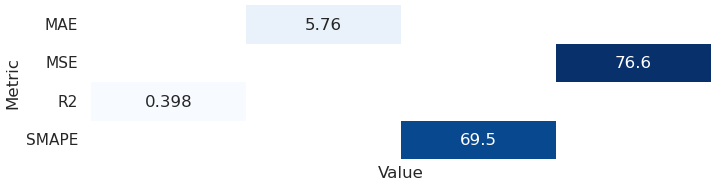 Metric
MAE 5.76
MSE 76.6
R2 0.398
SMAPE 69.5
Value